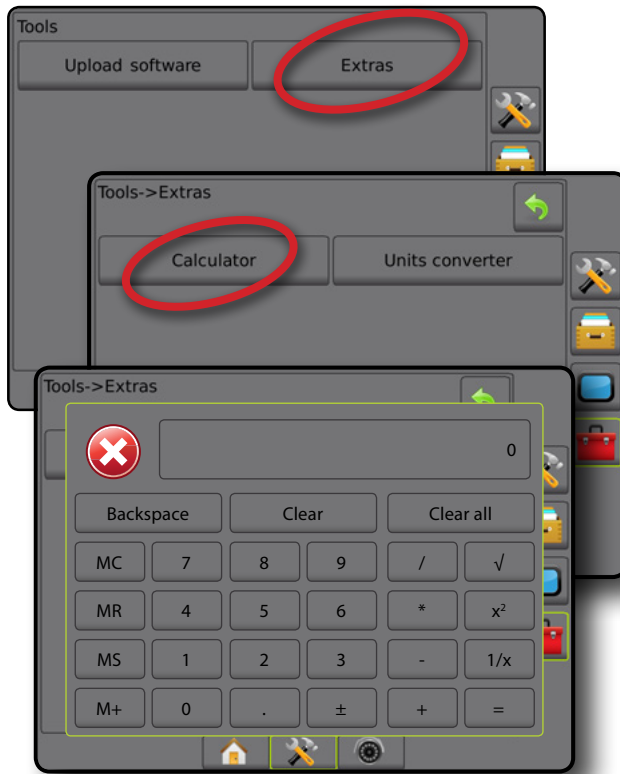 Tools
Upload software Extras
Tools->Extras
Calculator Units converter
Tools->Extras
0
Backspace Clear Clear all
MC 7 8 9 / √
MR 4 5 6 * x²
MS 1 2 3 - 1/x
M+ 0 . ± + =